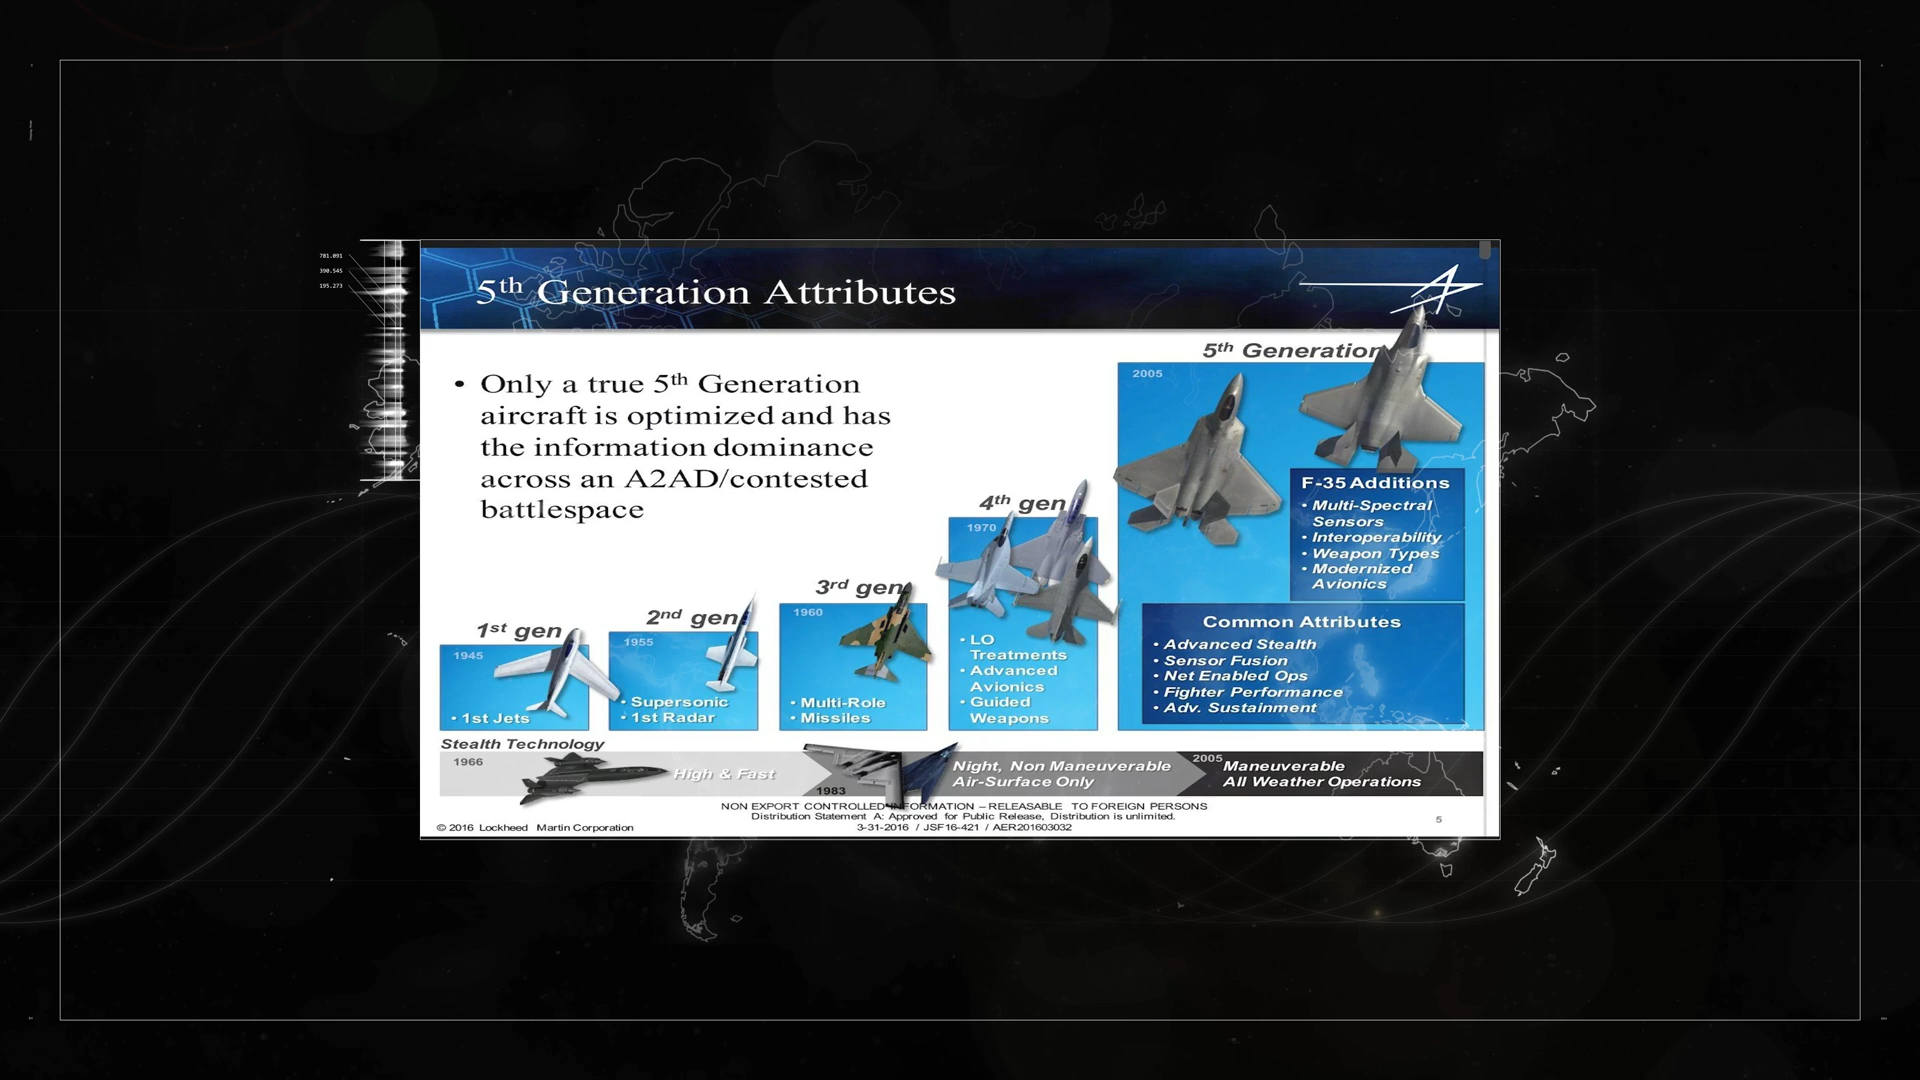 781.091
390.545
195.273
5th Generation Attributes
• Only a true 5th Generation
aircraft is optimized and has
the information dominance
across an A2AD/contested
battlespace
1st gen
1945
• 1st Jets
2nd gen
1955
• Supersonic
• 1st Radar
3rd gen
1960
• Multi-Role
• Missiles
4th gen
1970
• LO
Treatments
• Advanced
Avionics
• Guided
Weapons
5th Generation
2005
F-35 Additions
• Multi-Spectral
Sensors
• Interoperability
• Weapon Types
• Modernized
Avionics
Common Attributes
• Advanced Stealth
• Sensor Fusion
• Net Enabled Ops
• Fighter Performance
• Adv. Sustainment
Stealth Technology
1966
High & Fast
1983
Night, Non Maneuverable
Air-Surface Only
2005
Maneuverable
All Weather Operations
NON EXPORT CONTROLLED INFORMATION – RELEASABLE TO FOREIGN PERSONS
Distribution Statement A: Approved for Public Release, Distribution is unlimited.
© 2016 Lockheed Martin Corporation
3-31-2016 / JSF16-421 / AER201603032
5